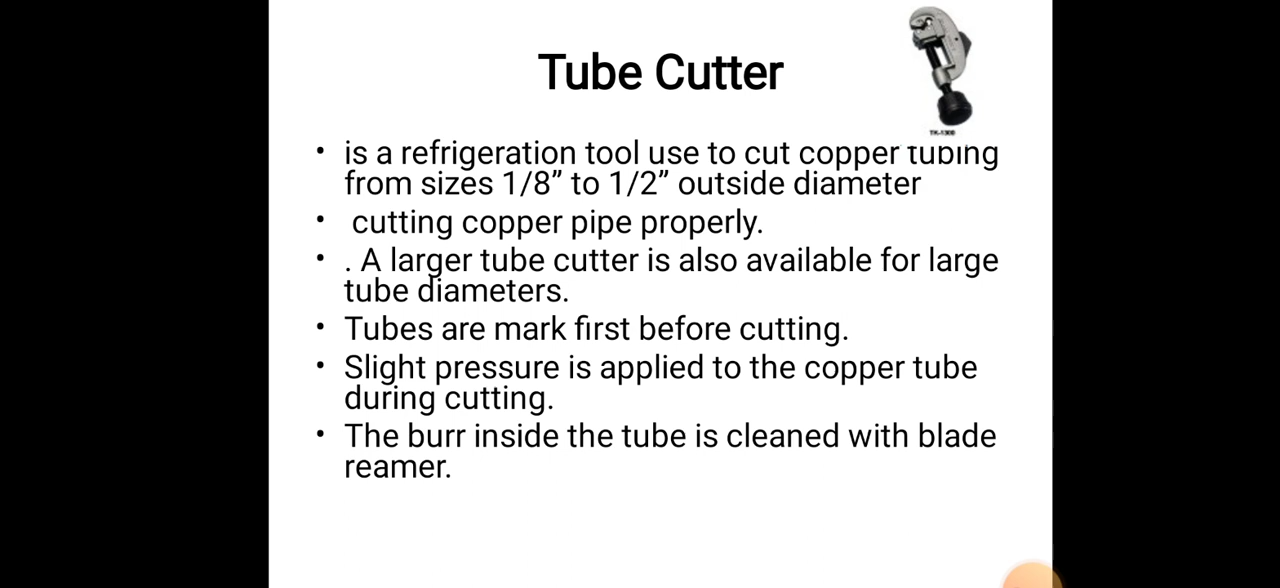 Tube Cutter
TK-1308
• is a refrigeration tool use to cut copper tubing
from sizes 1/8” to 1/2” outside diameter
• cutting copper pipe properly.
• . A larger tube cutter is also available for large
tube diameters.
• Tubes are mark first before cutting.
• Slight pressure is applied to the copper tube
during cutting.
• The burr inside the tube is cleaned with blade
reamer.